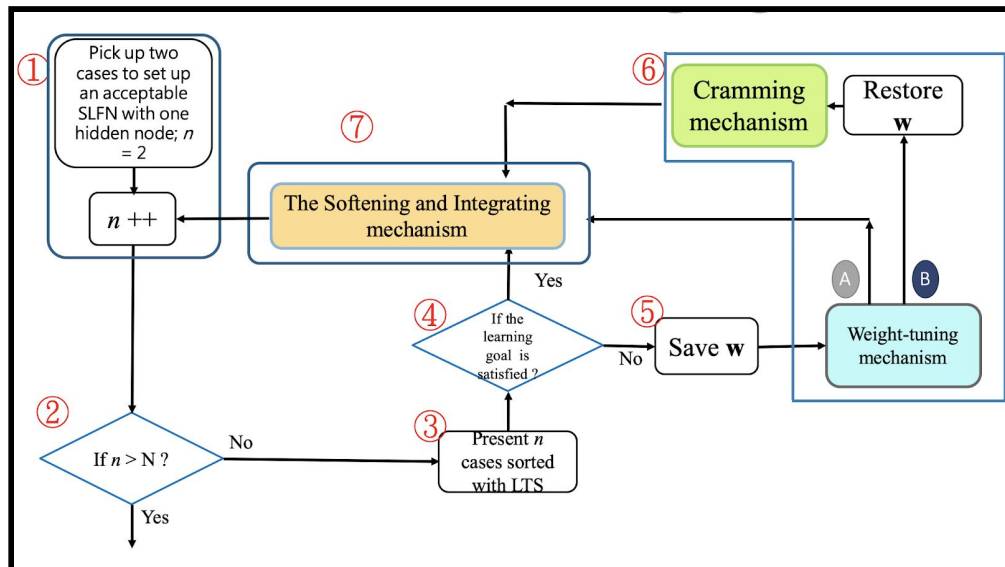 ①
Pick up two
cases to set up
an acceptable
SLFN with one
hidden node; n
= 2
n ++
②
If n > N ?
No
Yes
③
Present n
cases sorted
with LTS
④
If the
learning
goal is
satisfied ?
Yes
No
⑤
Save w
⑥
Cramming
mechanism
Restore
w
A
B
Weight-tuning
mechanism
⑦
The Softening and Integrating
mechanism